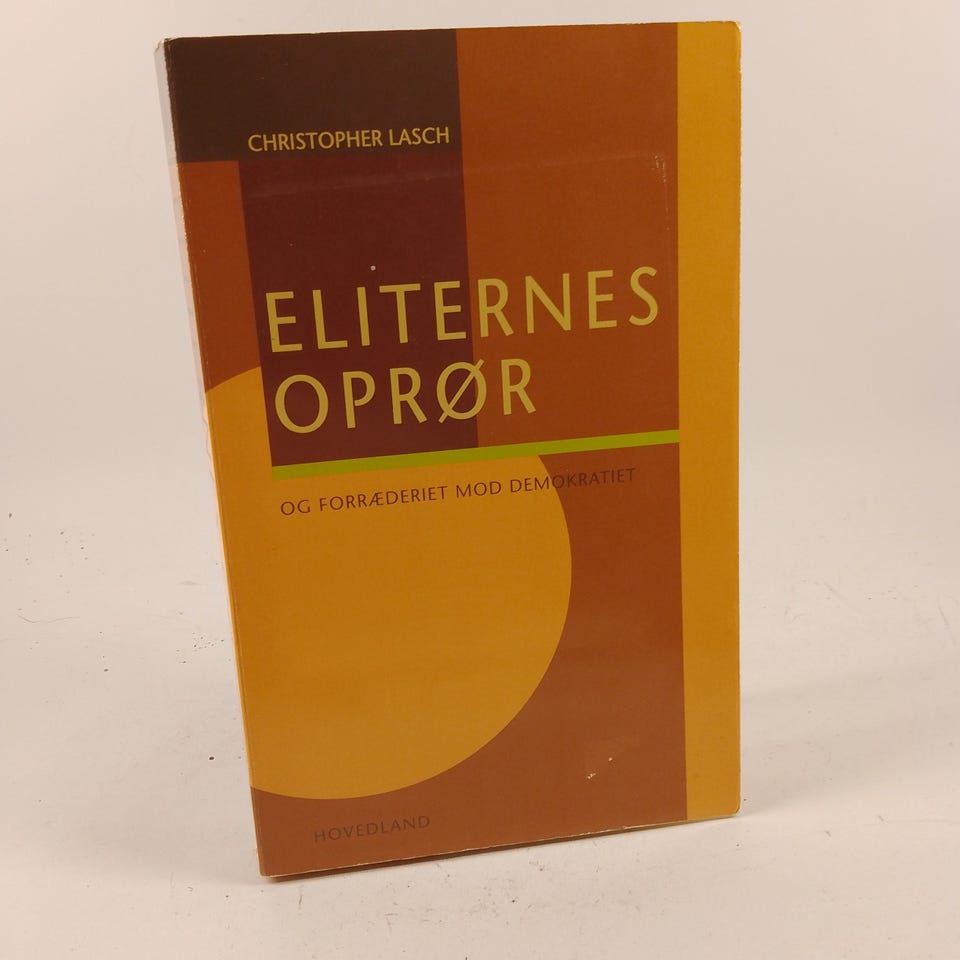 CHRISTOPHER LASCH
ELITERNES
OPRØR
OG FORRÆDERIET MOD DEMOKRATIET
HOVEDLAND